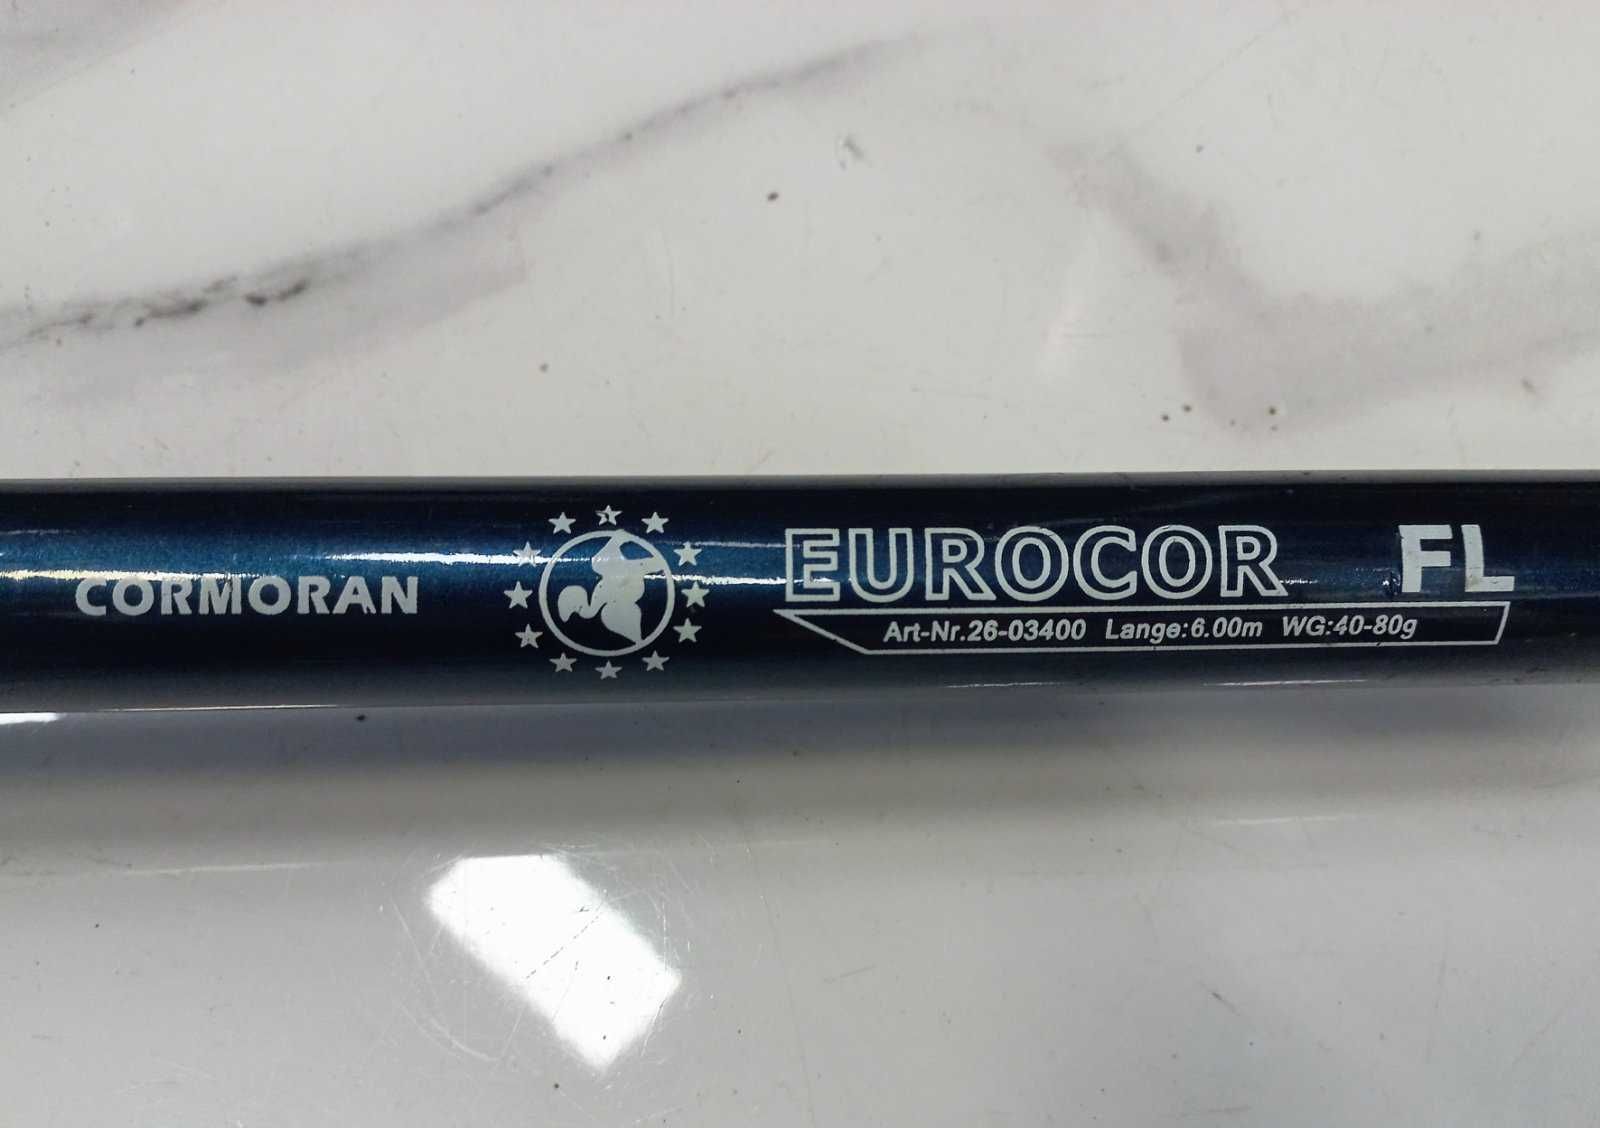 CORMORAN
EUROCOR FL
Art-Nr.26-03400 Lange:6.00m WG:40-80g